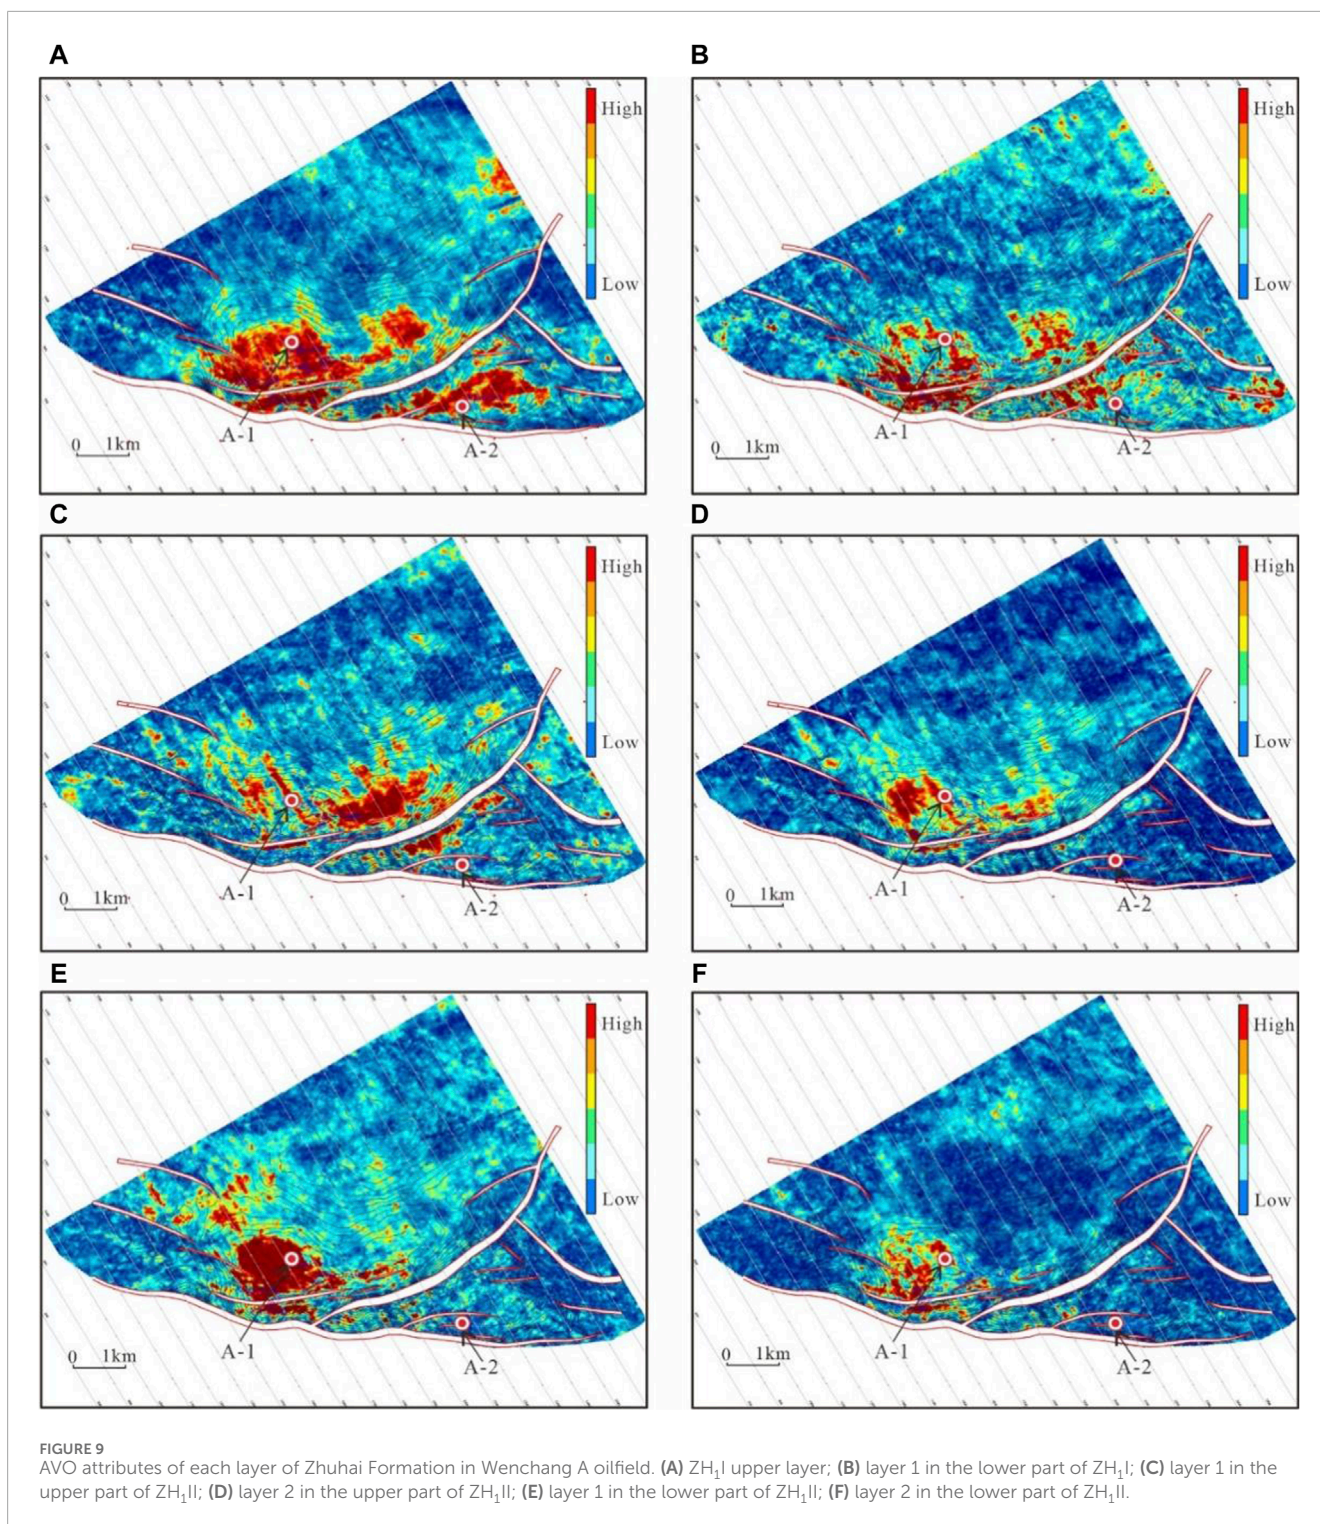 A
B
High
Low
A-1
A-2
0 1km
High
Low
A-1
A-2
0 1km
C
D
High
Low
A-1
A-2
0 1km
High
Low
A-1
A-2
0 1km
E
F
High
Low
A-1
A-2
0 1km
High
Low
A-1
A-2
0 1km
FIGURE 9
AVO attributes of each layer of Zhuhai Formation in Wenchang A oilfield. (A) ZH₁I upper layer; (B) layer 1 in the lower part of ZH₁I; (C) layer 1 in the
upper part of ZH₁II; (D) layer 2 in the upper part of ZH₁II; (E) layer 1 in the lower part of ZH₁II; (F) layer 2 in the lower part of ZH₁II.